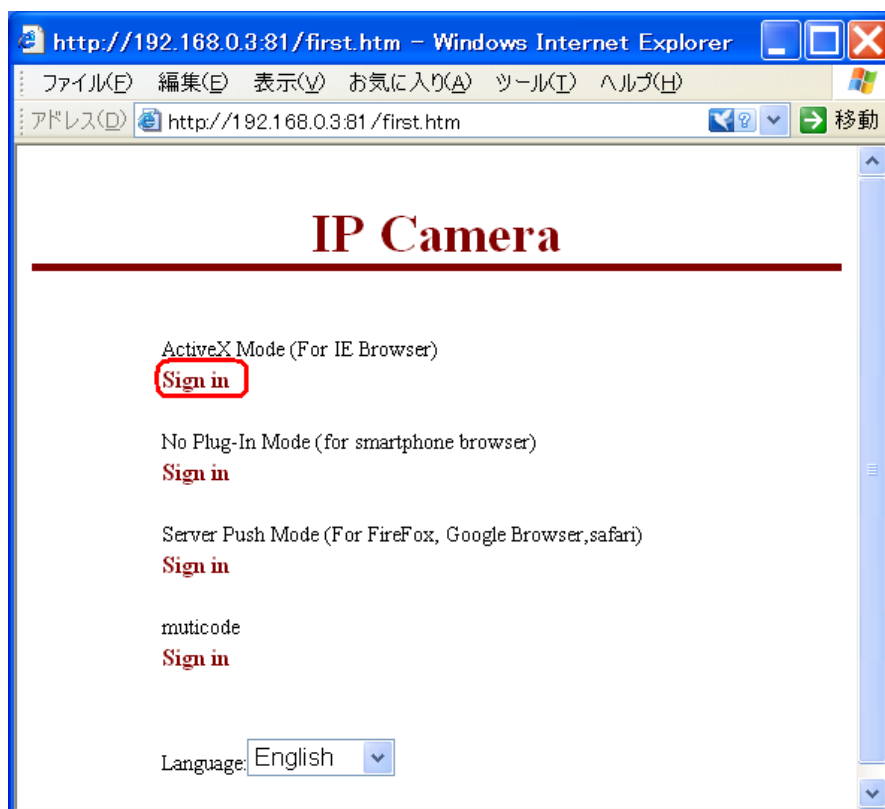 http://192.168.0.3:81/first.htm - Windows Internet Explorer
ファイル(F) 編集(E) 表示(V) お気に入り(A) ツール(T) ヘルプ(H)
アドレス(D) http://192.168.0.3:81/first.htm 移動
IP Camera
ActiveX Mode (For IE Browser)
Sign in
No Plug-In Mode (for smartphone browser)
Sign in
Server Push Mode (For FireFox, Google Browser,safari)
Sign in
muticode
Sign in
Language: English